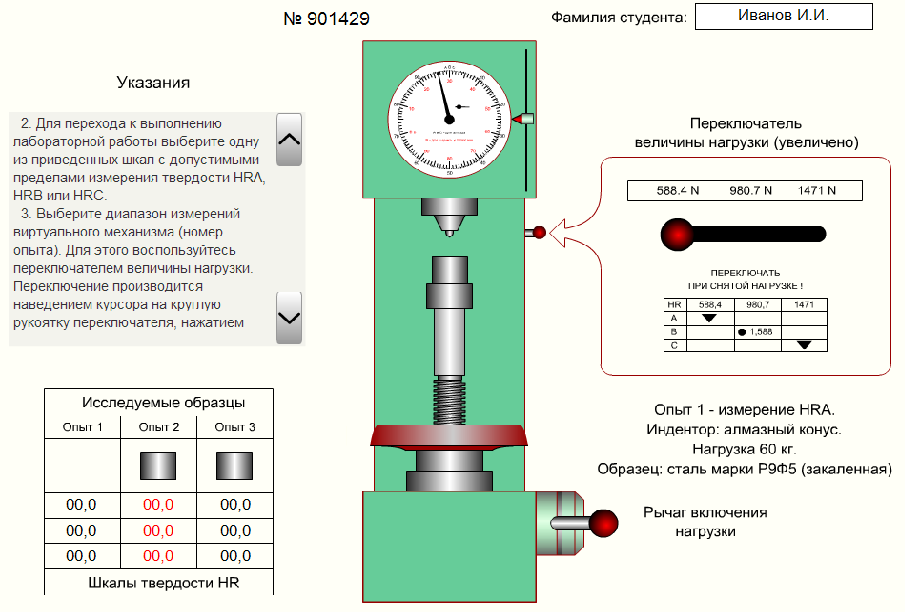 № 901429
Фамилия студента:
Иванов И.И.
Указания
2. Для перехода к выполнению
лабораторной работы выберите одну
из приведенных шкал с допустимыми
пределами измерения твердости HRA,
HRB или HRC.
3. Выберите диапазон измерений
виртуального механизма (номер
опыта). Для этого воспользуйтесь
переключателем величины нагрузки.
Переключение производится
наведением курсора на круглую
рукоятку переключателя, нажатием
Переключатель
величины нагрузки (увеличено)
588.4 N 980.7 N 1471 N
ПЕРЕКЛЮЧАТЬ
ПРИ СНЯТОЙ НАГРУЗКЕ !
HR 588,4 980,7 1471
A
B 1,588
C
Исследуемые образцы
Опыт 1 Опыт 2 Опыт 3
00,0 00,0 00,0
00,0 00,0 00,0
00,0 00,0 00,0
Шкалы твердости HR
Опыт 1 - измерение HRA.
Индентор: алмазный конус.
Нагрузка 60 кг.
Образец: сталь марки Р9Ф5 (закаленная)
Рычаг включения
нагрузки